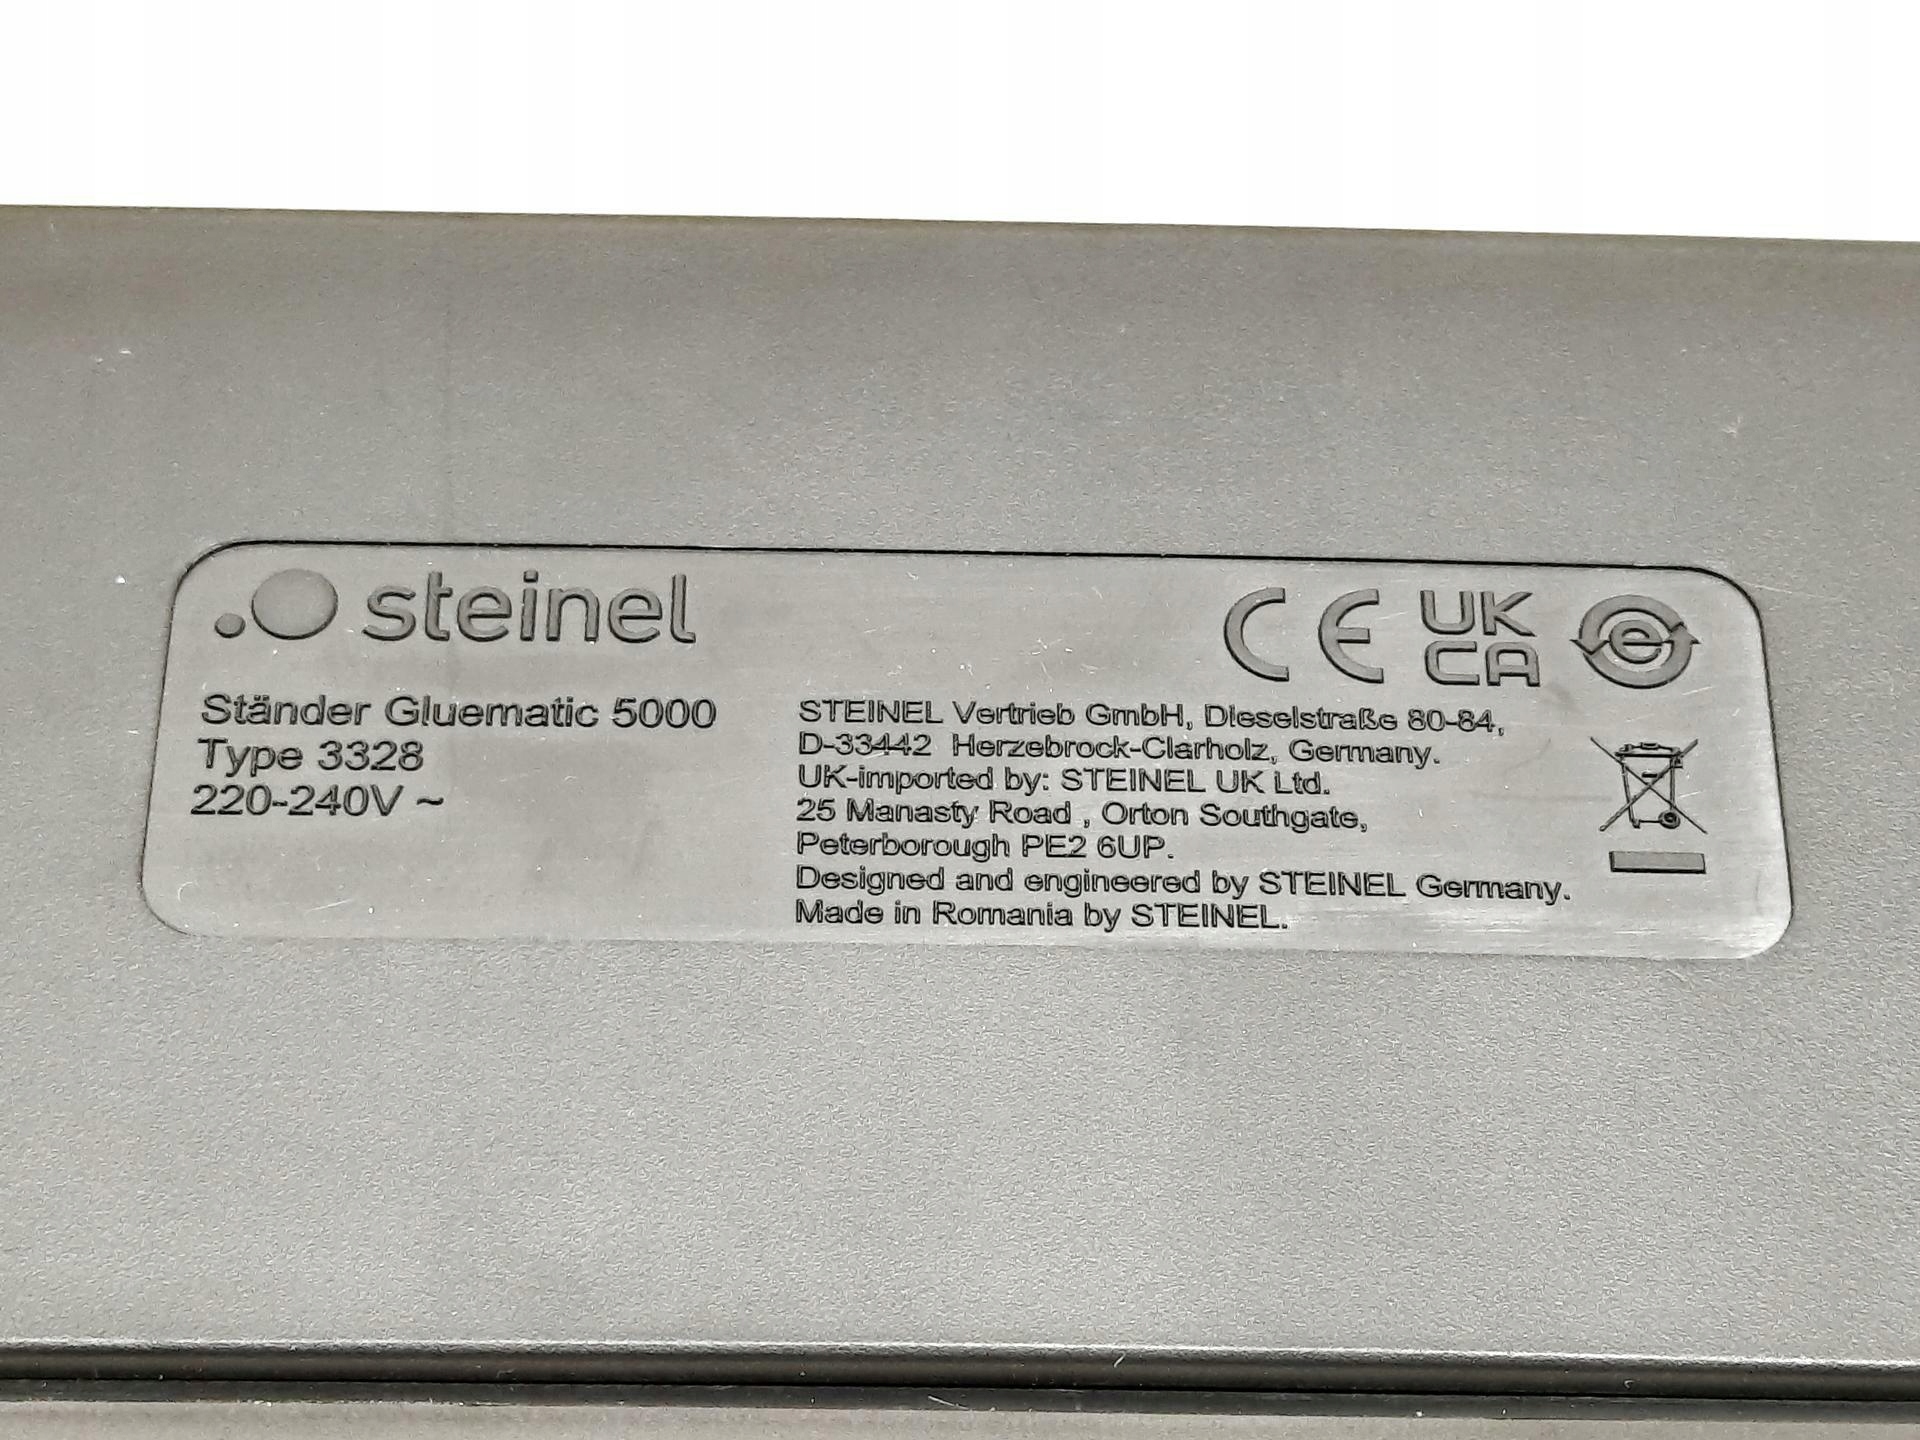 steinel
Ständer Gluematic 5000
Type 3328
220-240V ~
CE UK
CA e
STEINEL Vertrieb GmbH, Dieselstraße 80-84,
D-33442 Herzebrock-Clarholz, Germany.
UK-imported by: STEINEL UK Ltd.
25 Manasty Road , Orton Southgate,
Peterborough PE2 6UP.
Designed and engineered by STEINEL Germany.
Made in Romania by STEINEL.